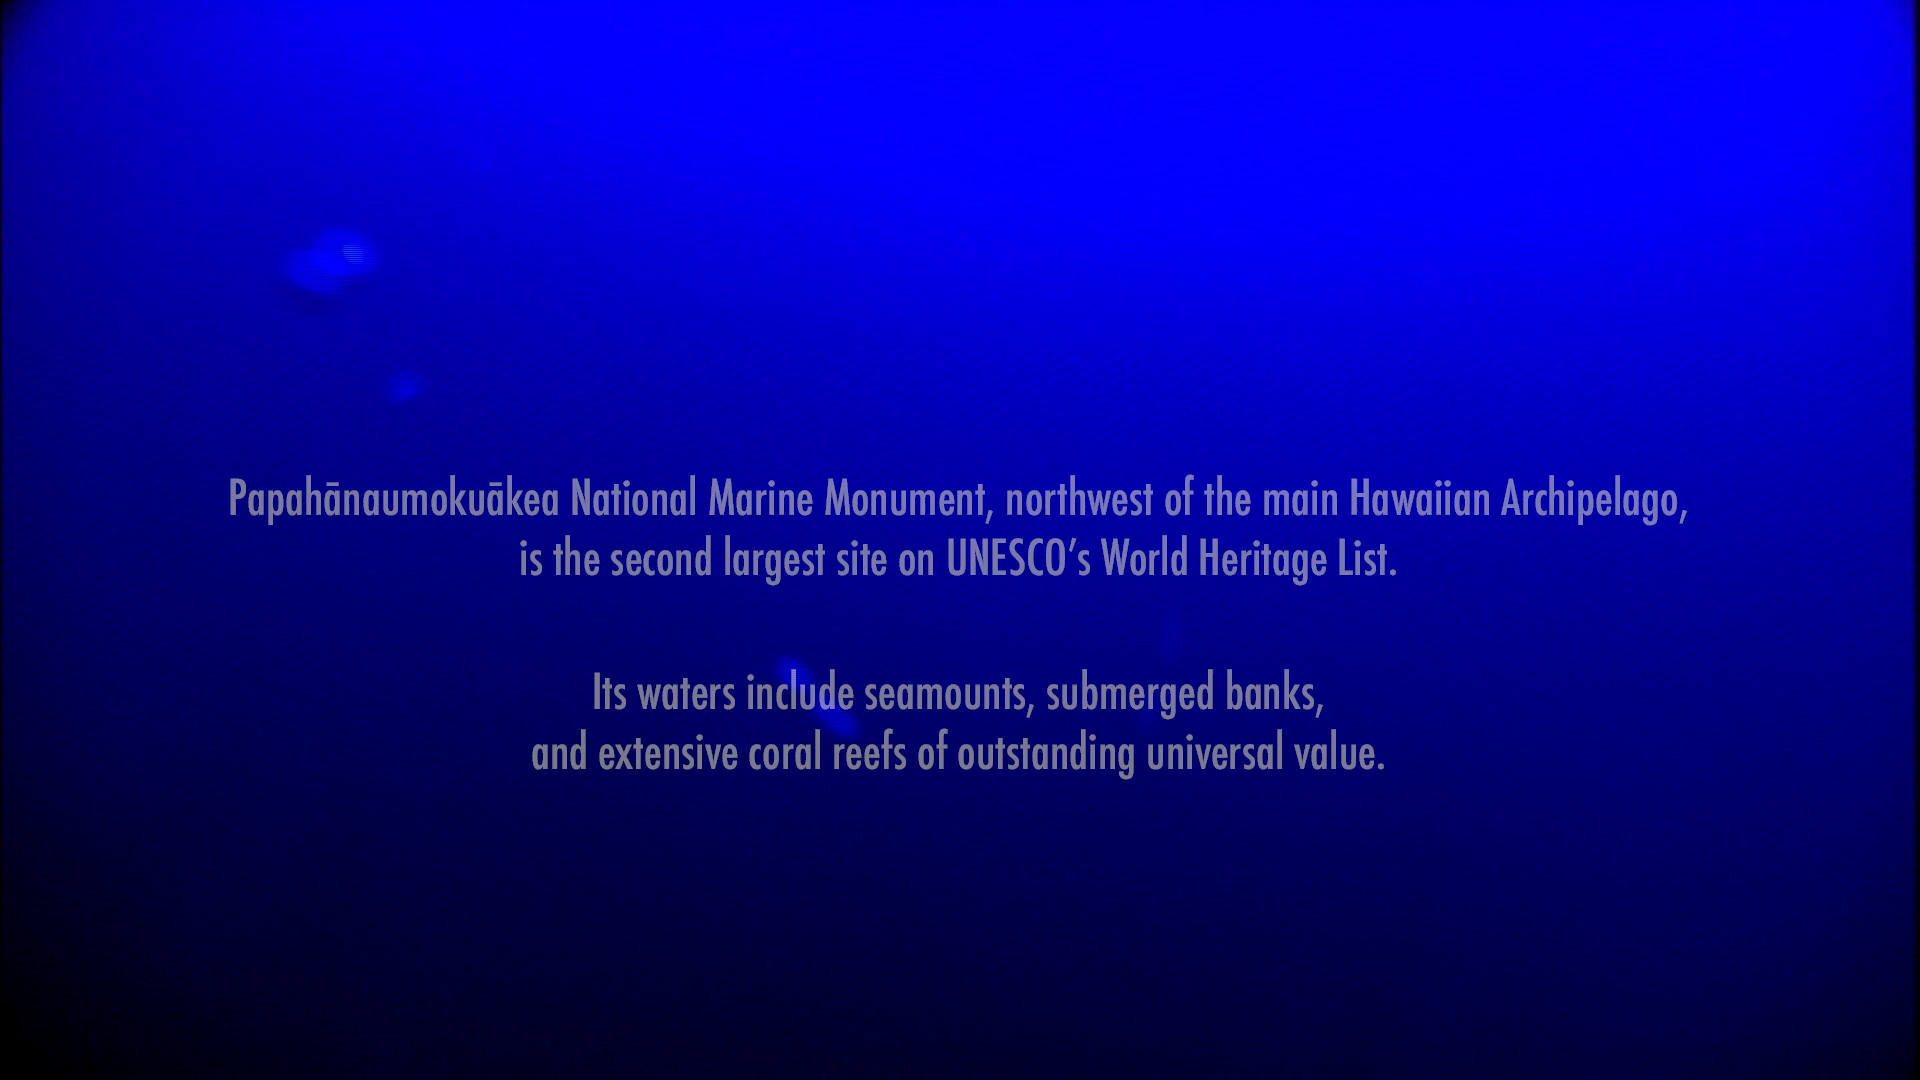 Papahānaumokuākea National Marine Monument, northwest of the main Hawaiian Archipelago,
is the second largest site on UNESCO’s World Heritage List.
Its waters include seamounts, submerged banks,
and extensive coral reefs of outstanding universal value.